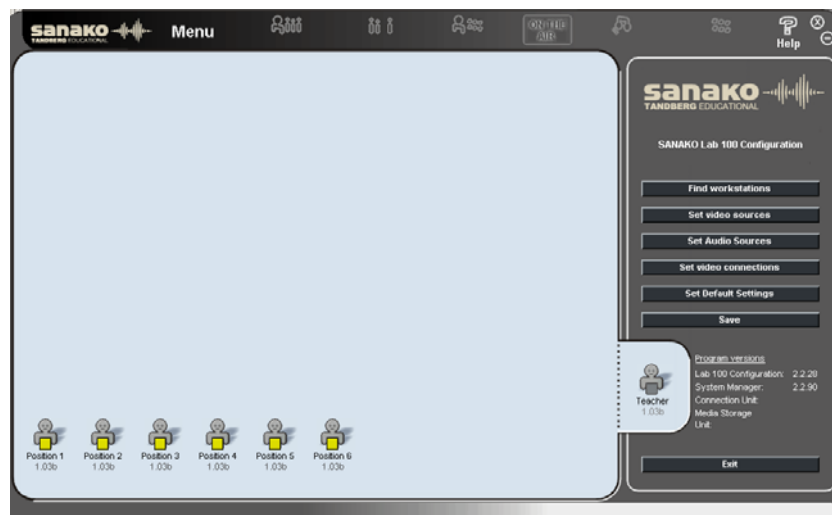 sanako
TANDBERG EDUCATIONAL
Menu
ON THE
AIR
Help
sanako
TANDBERG EDUCATIONAL
SANAKO Lab 100 Configuration
Find workstations
Set video sources
Set Audio Sources
Set video connections
Set Default Settings
Save
Program versions
Lab 100 Configuration: 2.2.20
System Manager: 2.2.90
Connection Unit:
Media Storage
Unit:
Teacher
1.03b
Exit
Position 1 Position 2 Position 3 Position 4 Position 5 Position 6
1.03b 1.03b 1.03b 1.03b 1.03b 1.03b